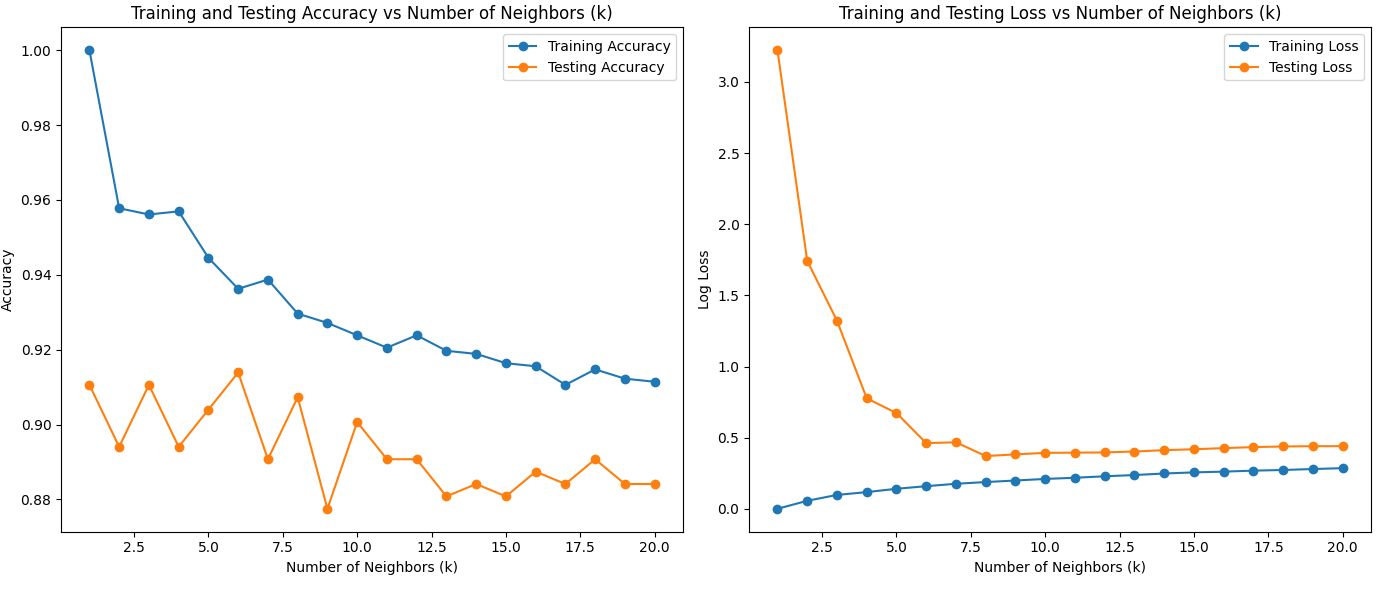 Training and Testing Accuracy vs Number of Neighbors (k)
Training Accuracy
Testing Accuracy
1.00
0.98
0.96
0.94
0.92
0.90
0.88
Accuracy
2.5 5.0 7.5 10.0 12.5 15.0 17.5 20.0
Number of Neighbors (k)
Training and Testing Loss vs Number of Neighbors (k)
Training Loss
Testing Loss
3.0
2.5
2.0
1.5
1.0
0.5
0.0
Log Loss
2.5 5.0 7.5 10.0 12.5 15.0 17.5 20.0
Number of Neighbors (k)